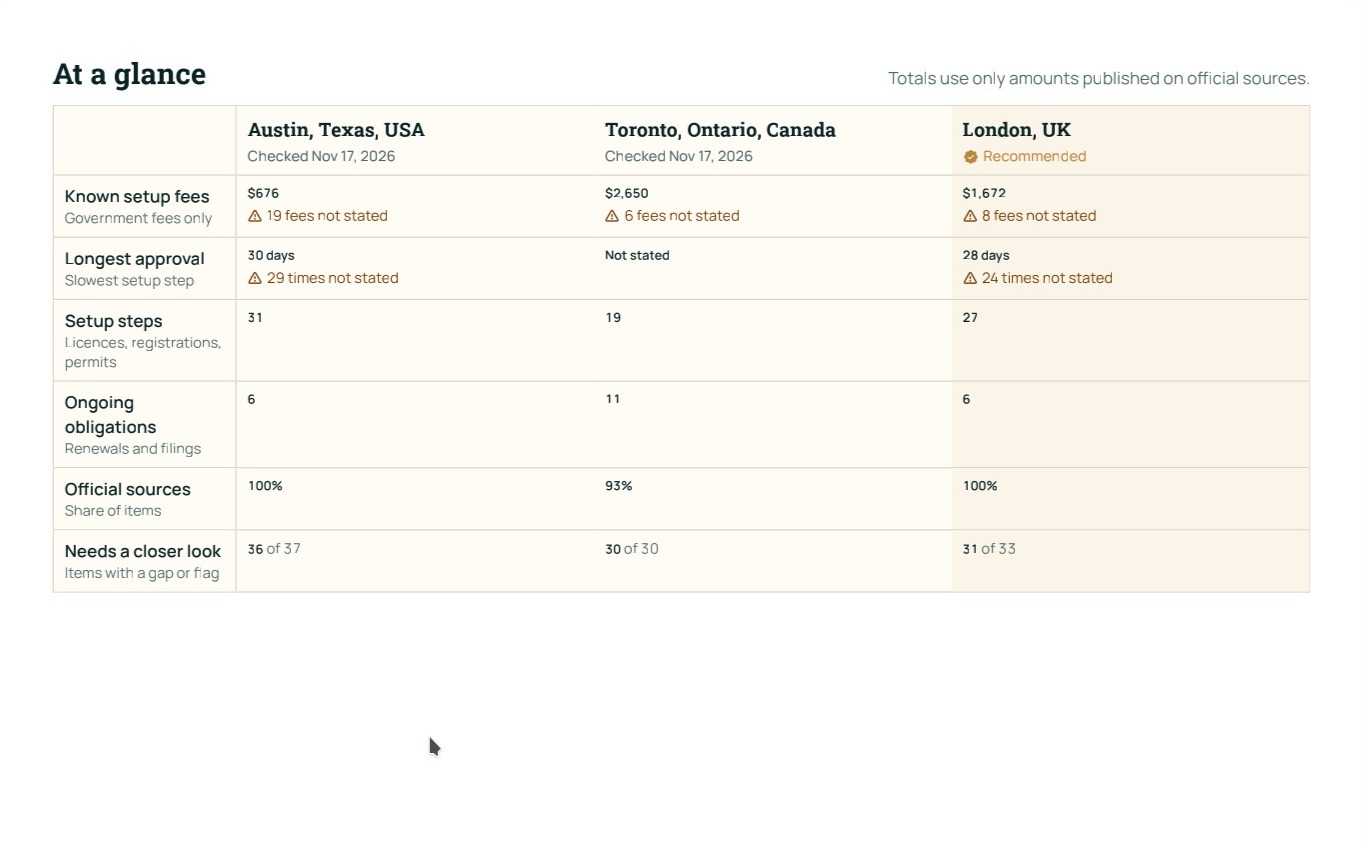 At a glance
Totals use only amounts published on official sources.
Austin, Texas, USA
Checked Nov 17, 2026
Toronto, Ontario, Canada
Checked Nov 17, 2026
London, UK
Recommended
Known setup fees
Government fees only
$676
19 fees not stated
$2,650
6 fees not stated
$1,672
8 fees not stated
Longest approval
Slowest setup step
30 days
29 times not stated
Not stated
28 days
24 times not stated
Setup steps
Licences, registrations,
permits
31
19
27
Ongoing
obligations
Renewals and filings
6
11
6
Official sources
Share of items
100%
93%
100%
Needs a closer look
Items with a gap or flag
36 of 37
30 of 30
31 of 33